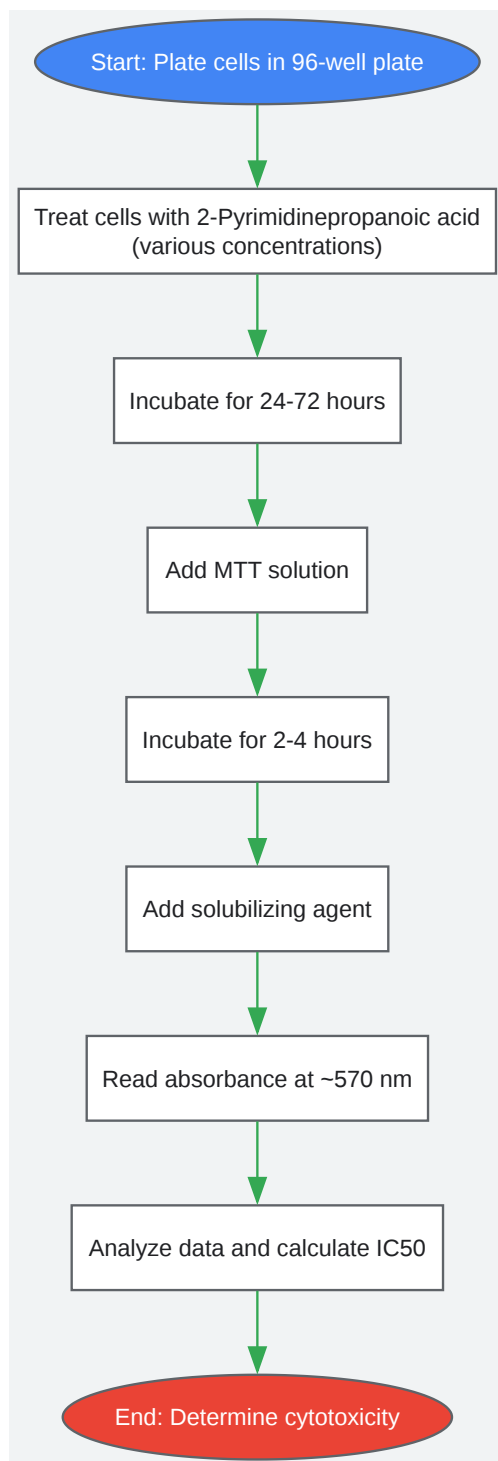 Start: Plate cells in 96-well plate
Treat cells with 2-Pyrimidinepropanoic acid
(various concentrations)
Incubate for 24-72 hours
Add MTT solution
Incubate for 2-4 hours
Add solubilizing agent
Read absorbance at ~570 nm
Analyze data and calculate IC50
End: Determine cytotoxicity